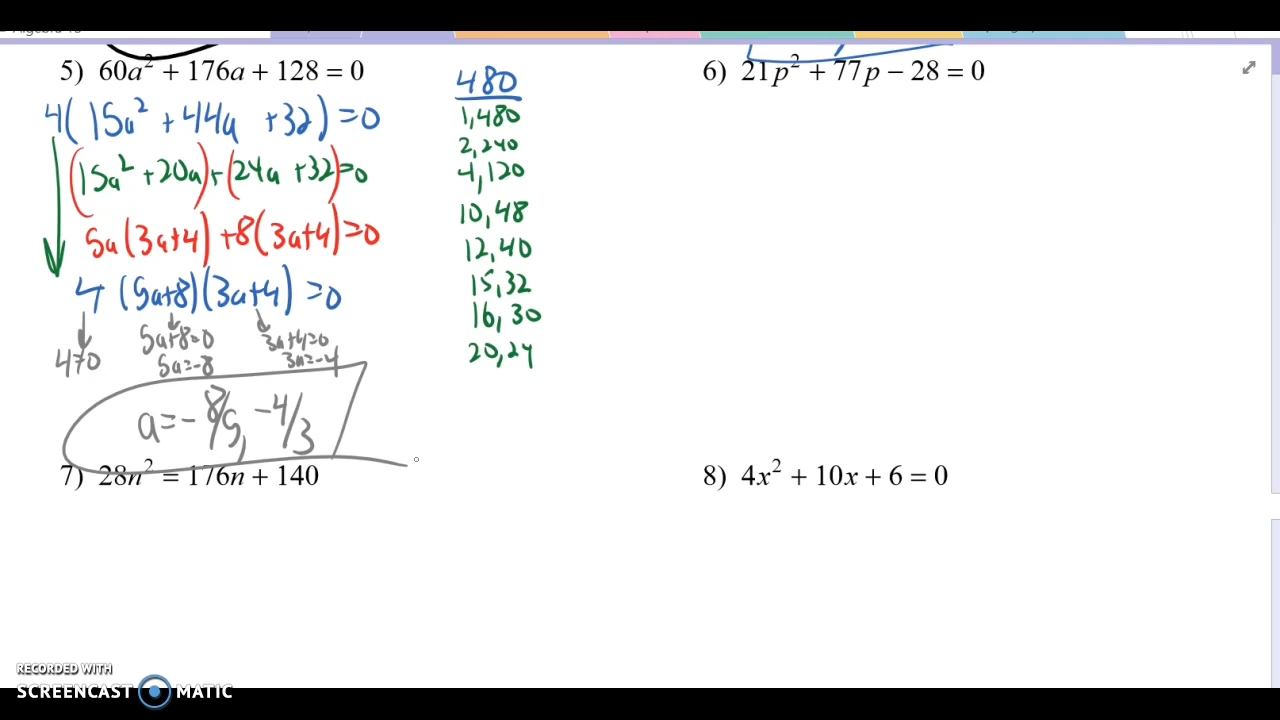 5) 60a² + 176a + 128 = 0
4(15a² + 44a + 32) = 0
(15a² + 20a) + (24a + 32) = 0
5a(3a+4) + 8(3a+4) = 0
4 (5a+8)(3a+4) = 0
4≠0
5a+8=0
5a=-8
3a+4=0
3a=-4
a = -8/5, -4/3
480
1,480
2,240
4,120
10,48
12,40
15,32
16,30
20,24
6) 21p² + 77p − 28 = 0
7) 28n² = 176n + 140
8) 4x² + 10x + 6 = 0
RECORDED WITH
SCREENCAST MATIC